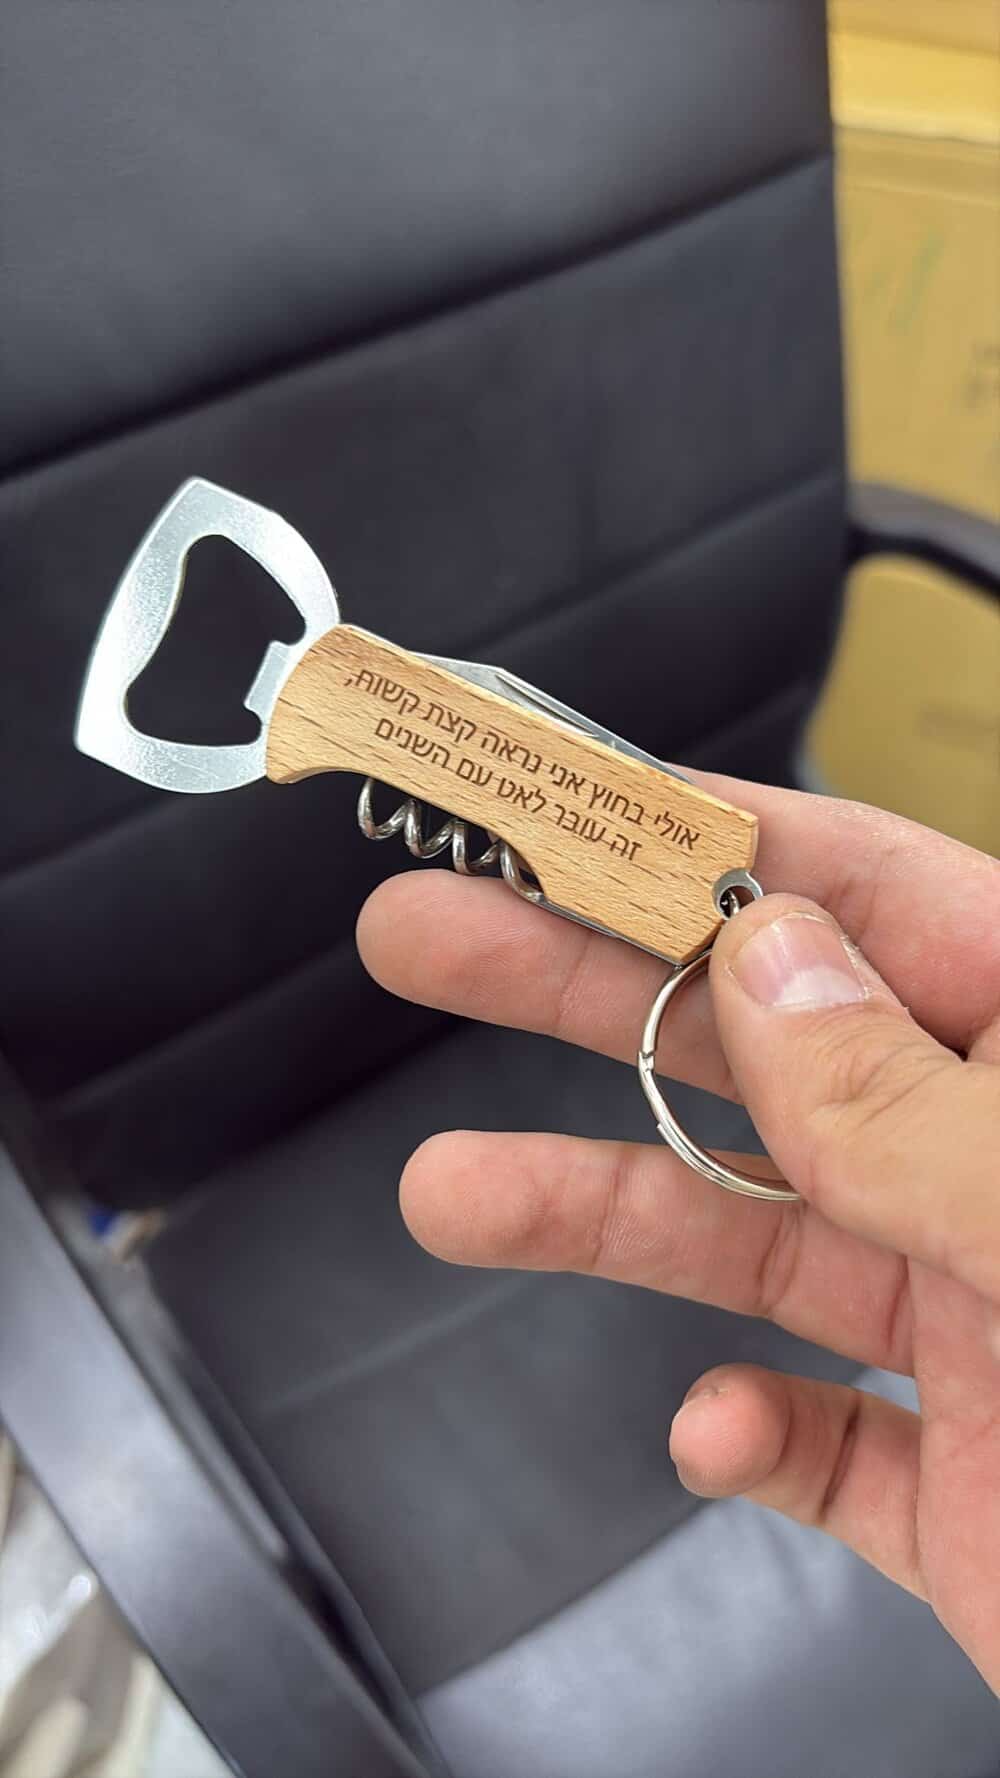 אולי בחוץ אני נראה קצת קשוח,
זה עובר לאט עם השנים